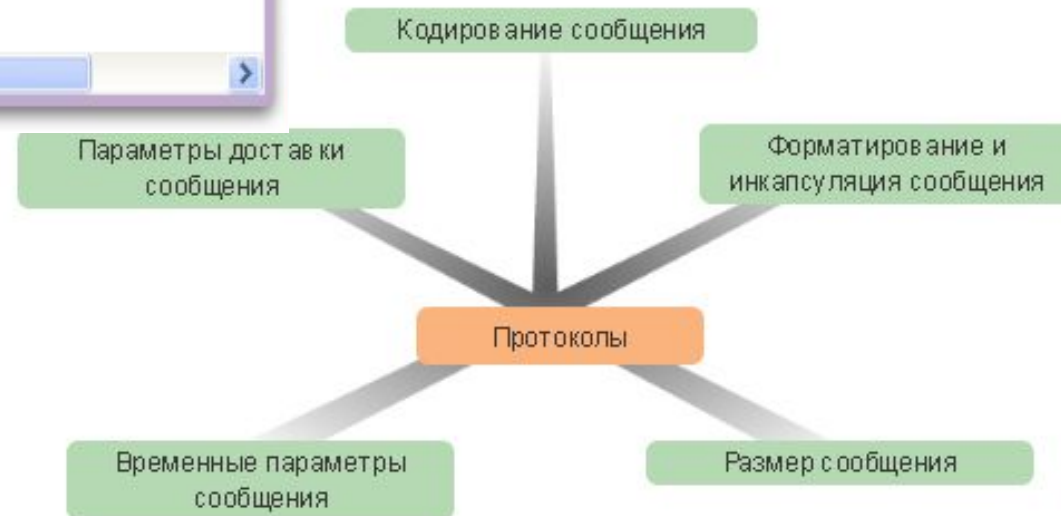 Кодирование сообщения
Параметры доставки
сообщения
Форматирование и
инкапсуляция сообщения
Протоколы
Временные параметры
сообщения
Размер сообщения